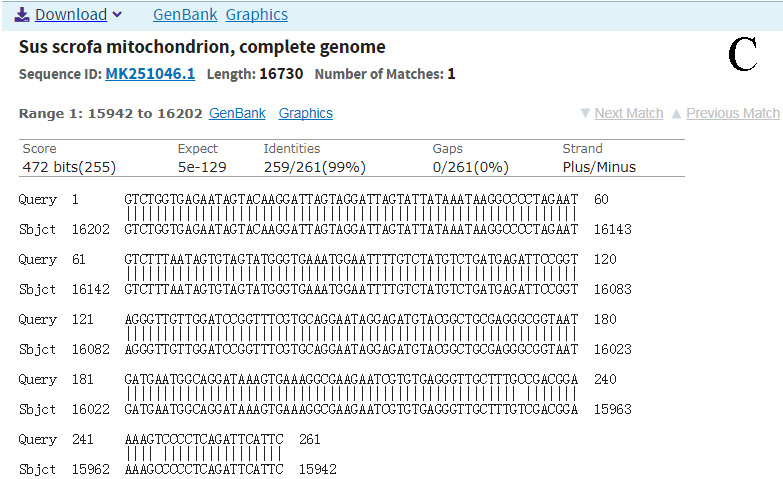 Download GenBank Graphics
Sus scrofa mitochondrion, complete genome
C
Sequence ID: MK251046.1 Length: 16730 Number of Matches: 1
Range 1: 15942 to 16202 GenBank Graphics Next Match Previous Match
Score Expect Identities Gaps Strand
472 bits(255) 5e-129 259/261(99%) 0/261(0%) Plus/Minus
Query 1 GTCTGGTGAGAATAGTACAAGGATTAGTAGGATTAGTATTATAAATAAGGCCCCTAGAAT 60
Sbjct 16202 GTCTGGTGAGAATAGTACAAGGATTAGTAGGATTAGTATTATAAATAAGGCCCCTAGAAT 16143
Query 61 GTCTTTAATAGTGTAGTATGGGTGAAATGGAATTTTGTCTATGTCTGATGAGATTCCGGT 120
Sbjct 16142 GTCTTTAATAGTGTAGTATGGGTGAAATGGAATTTTGTCTATGTCTGATGAGATTCCGGT 16083
Query 121 AGGGTTGTTGGATCCGGTTTCGTGCAGGAATAGGAGATGTACGGCTGCGAGGGCGGTAAT 180
Sbjct 16082 AGGGTTGTTGGATCCGGTTTCGTGCAGGAATAGGAGATGTACGGCTGCGAGGGCGGTAAT 16023
Query 181 GATGAATGGCAGGATAAAGTGAAAGGCGAAGAATCGTGTGAGGGTTGCTTTGCCGACGGA 240
Sbjct 16022 GATGAATGGCAGGATAAAGTGAAAGGCGAAGAATCGTGTGAGGGTTGCTTTGTCGACGGA 15963
Query 241 AAAGTCCCCTCAGATTCATTC 261
Sbjct 15962 AAAGCCCCCTCAGATTCATTC 15942